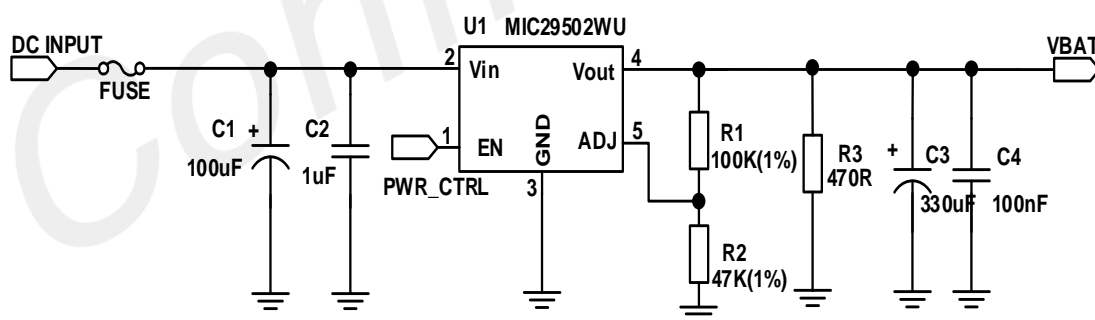 U1 MIC29502WU
DC INPUT
FUSE
VBAT
2 Vin
Vout 4
C1 +
100uF
C2
1uF
1 EN
PWR_CTRL
GND
3
ADJ 5
R1
100K(1%)
R2
47K(1%)
R3
470R
+ C3
330uF
C4
100nF